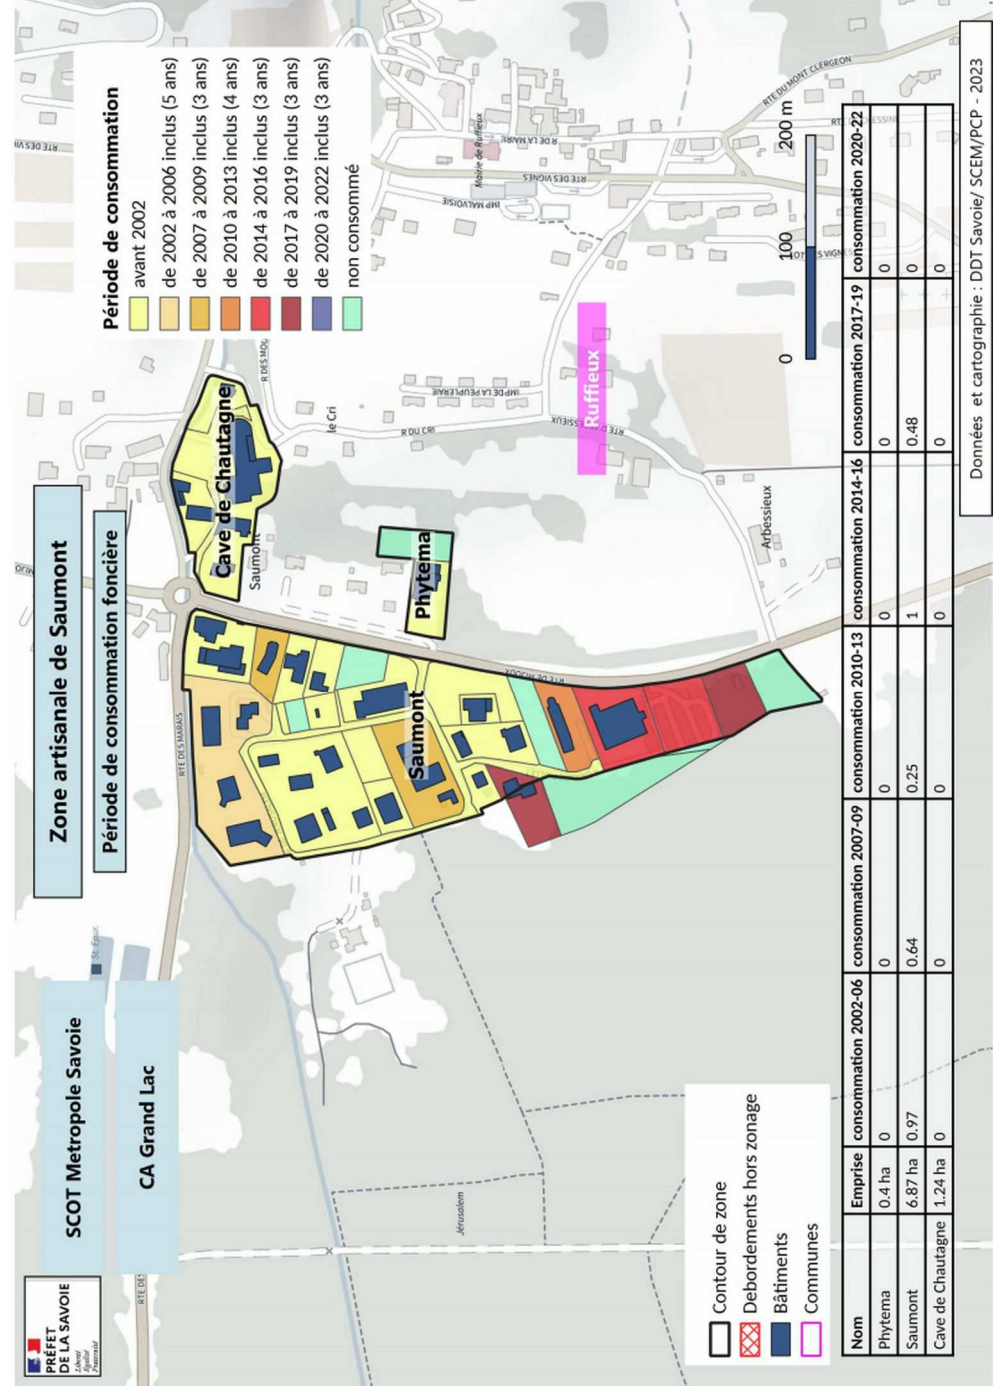 PRÉFET
DE LA SAVOIE
Liberté
Égalité
Fraternité
SCOT Metropole Savoie
CA Grand Lac
Zone artisanale de Saumont
Période de consommation foncière
Période de consommation
avant 2002
de 2002 à 2006 inclus (5 ans)
de 2007 à 2009 inclus (3 ans)
de 2010 à 2013 inclus (4 ans)
de 2014 à 2016 inclus (3 ans)
de 2017 à 2019 inclus (3 ans)
de 2020 à 2022 inclus (3 ans)
non consommé
St. Épur.
RTE DES MARAIS
Cave de Chautagne
Saumont
le Cri
R DU CRI
Phytema
Saumont
IMP DE LA PEUPLERAIE
Ruffieux
Mairie de Ruffieux
R DE LA MAIRIE
RTE DES VIGNES
IMP MALVOISIE
RTE DU MONT CLERGEON
Arbessieux
Jérusalem
0 100 200 m
Contour de zone
Debordements hors zonage
Bâtiments
Communes
Nom Emprise consommation 2002-06 consommation 2007-09 consommation 2010-13 consommation 2014-16 consommation 2017-19 consommation 2020-22
Phytema 0.4 ha 0 0 0 0 0 0
Saumont 6.87 ha 0.97 0.64 0.25 1 0.48 0
Cave de Chautagne 1.24 ha 0 0 0 0 0 0
Données et cartographie : DDT Savoie/ SCEM/PCP - 2023